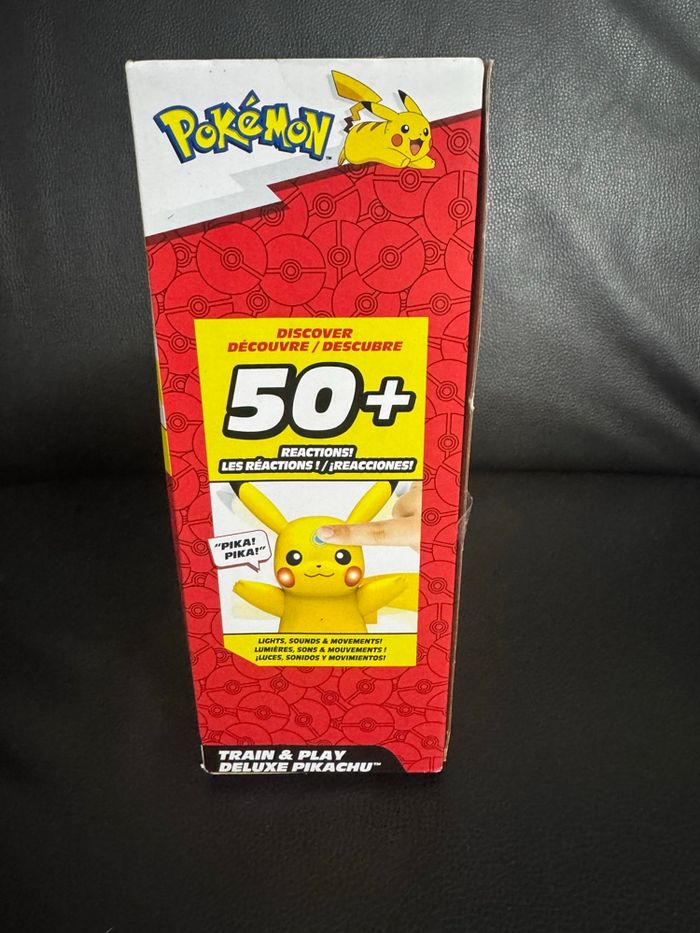 POKéMON™
DISCOVER
DÉCOUVRE / DESCUBRE
50+
REACTIONS!
LES RÉACTIONS ! / ¡REACCIONES!
"PIKA!
PIKA!"
LIGHTS, SOUNDS & MOVEMENTS!
LUMIÈRES, SONS & MOUVEMENTS !
¡LUCES, SONIDOS Y MOVIMIENTOS!
TRAIN & PLAY
DELUXE PIKACHU™